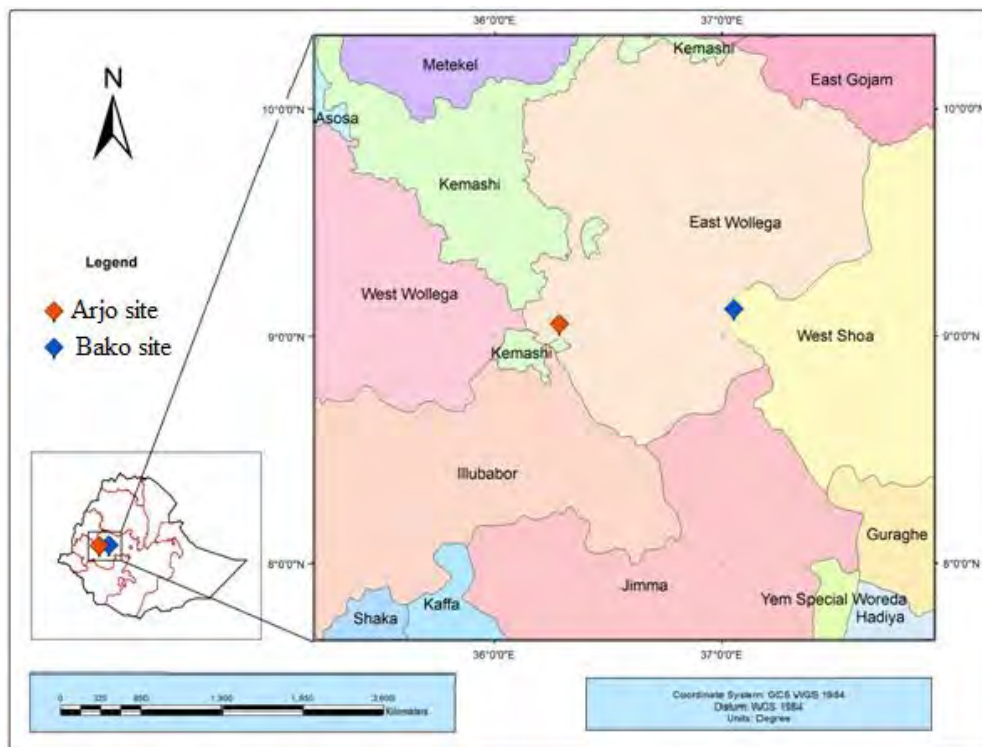 36°0'0"E 37°0'0"E
N
Metekel
Kemashi
East Gojam
10°0'0"N 10°0'0"N
Asosa
Kemashi
East Wollega
Legend
Arjo site
Bako site
West Wollega
West Shoa
9°0'0"N 9°0'0"N
Kemashi
Illubabor
Guraghe
8°0'0"N 8°0'0"N
Jimma
Yem Special Woreda
Kaffa
Shaka
Hadiya
36°0'0"E 37°0'0"E
0
Kilometers
Coordinate System: GCS WGS 1984
Datum: WGS 1984
Units: Degree